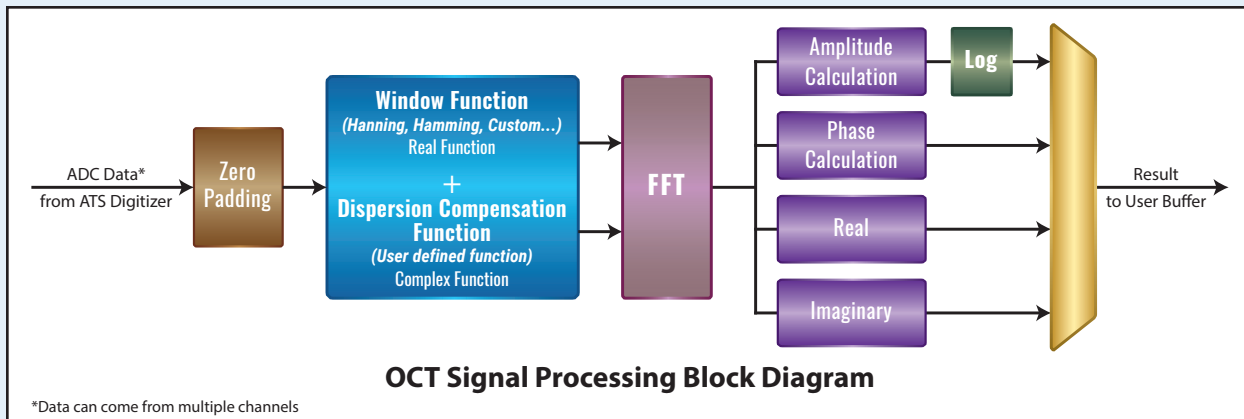 ADC Data*
from ATS Digitizer
Zero
Padding
Window Function
(Hanning, Hamming, Custom...)
Real Function
+
Dispersion Compensation
Function
(User defined function)
Complex Function
FFT
Amplitude
Calculation
Log
Phase
Calculation
Real
Imaginary
Result
to User Buffer
OCT Signal Processing Block Diagram
*Data can come from multiple channels